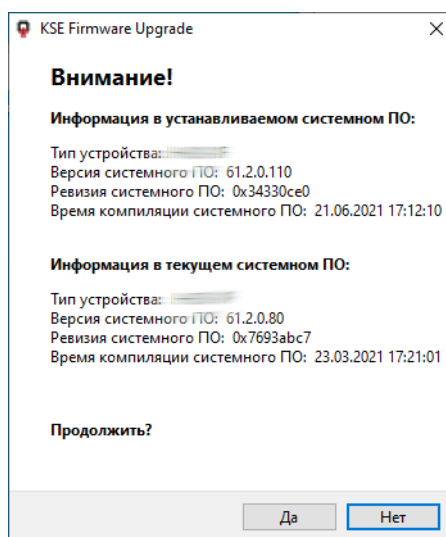 KSE Firmware Upgrade
Внимание!
Информация в устанавливаемом системном ПО:
Тип устройства:
Версия системного ПО: 61.2.0.110
Ревизия системного ПО: 0x34330ce0
Время компиляции системного ПО: 21.06.2021 17:12:10
Информация в текущем системном ПО:
Тип устройства:
Версия системного ПО: 61.2.0.80
Ревизия системного ПО: 0x7693abc7
Время компиляции системного ПО: 23.03.2021 17:21:01
Продолжить?
Да
Нет